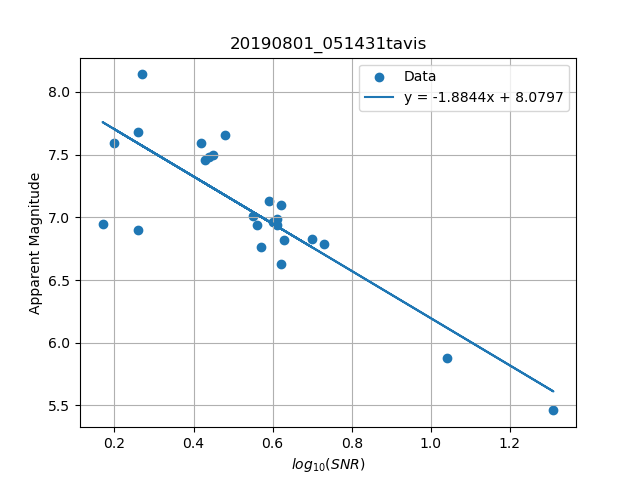 20190801_051431tavis
Data
y = -1.8844x + 8.0797
Apparent Magnitude
8.0
7.5
7.0
6.5
6.0
5.5
0.2 0.4 0.6 0.8 1.0 1.2
log₁₀(SNR)